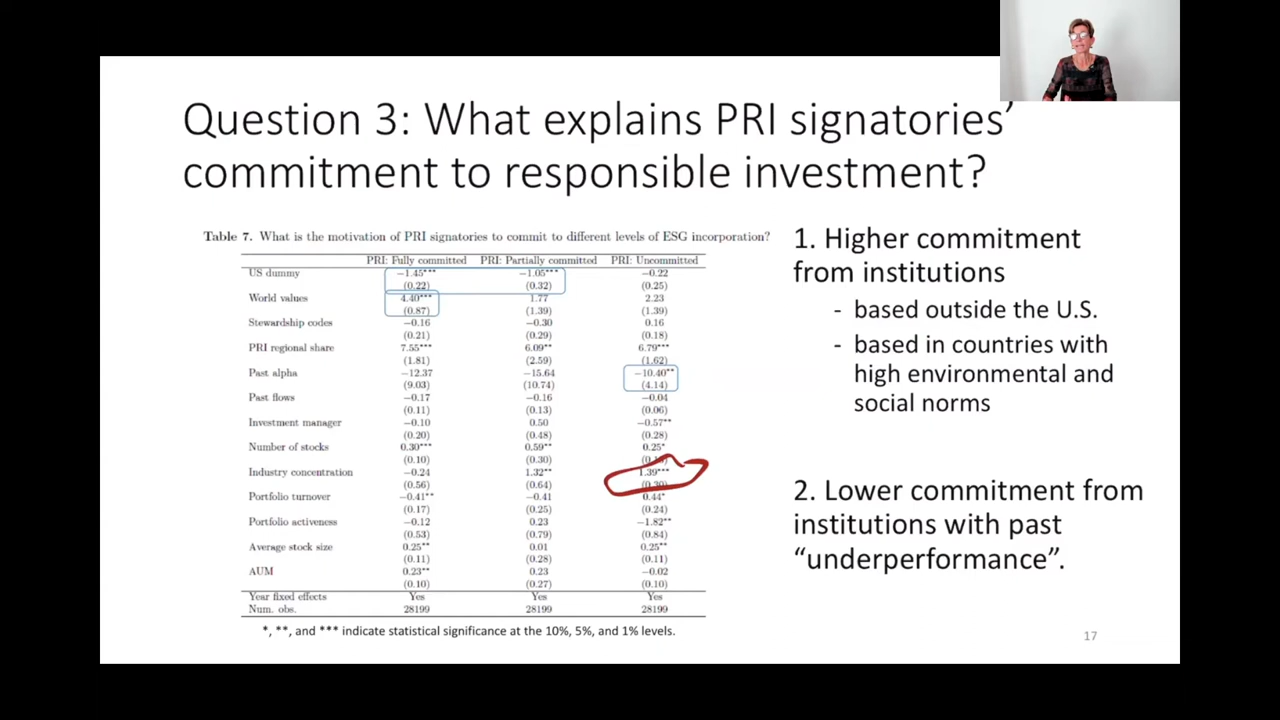 Question 3: What explains PRI signatories’
commitment to responsible investment?
Table 7. What is the motivation of PRI signatories to commit to different levels of ESG incorporation?
PRI: Fully committed PRI: Partially committed PRI: Uncommitted
US dummy −1.45*** −1.05*** −0.22
(0.22) (0.32) (0.25)
World values 4.40*** 1.77 2.23
(0.87) (1.39) (1.39)
Stewardship codes −0.16 −0.30 0.16
(0.21) (0.29) (0.18)
PRI regional share 7.55*** 6.09** 6.79***
(1.81) (2.59) (1.62)
Past alpha −12.37 −15.64 −10.40**
(9.03) (10.74) (4.14)
Past flows −0.17 −0.16 −0.04
(0.11) (0.13) (0.06)
Investment manager −0.10 0.50 −0.57**
(0.20) (0.48) (0.28)
Number of stocks 0.30*** 0.59** 0.25*
(0.10) (0.30)
Industry concentration −0.24 1.32** 1.39***
(0.56) (0.64) (0.30)
Portfolio turnover −0.41** −0.41 0.44*
(0.17) (0.25) (0.24)
Portfolio activeness −0.12 0.23 −1.82**
(0.53) (0.79) (0.84)
Average stock size 0.25** 0.01 0.25**
(0.11) (0.28) (0.11)
AUM 0.23** 0.23 −0.02
(0.10) (0.27) (0.10)
Year fixed effects Yes Yes Yes
Num. obs. 28199 28199 28199
*, **, and *** indicate statistical significance at the 10%, 5%, and 1% levels.
1. Higher commitment
from institutions
- based outside the U.S.
- based in countries with
high environmental and
social norms
2. Lower commitment from
institutions with past
“underperformance”.
17